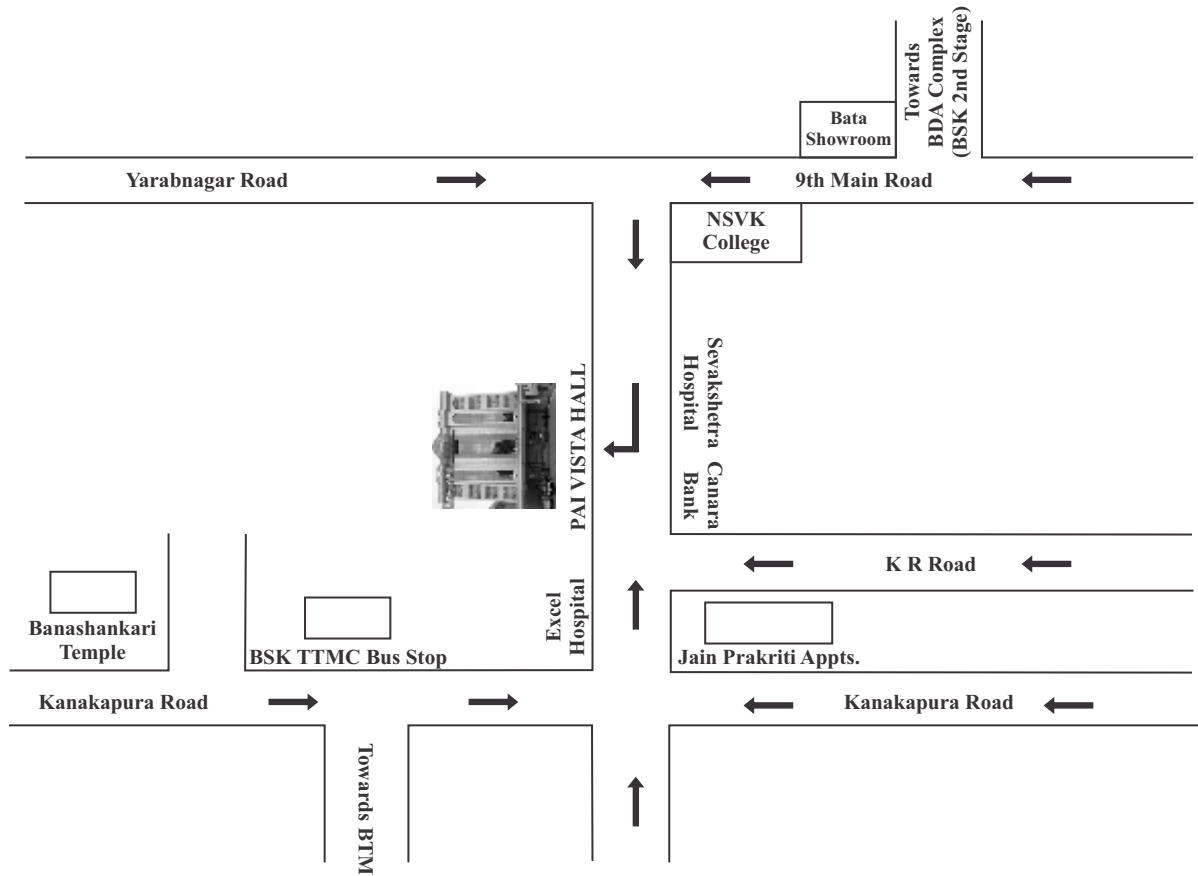 Towards
BDA Complex
(BSK 2nd Stage)
Bata
Showroom
Yarabnagar Road
9th Main Road
NSVK
College
Sevakshetra
Hospital
PAI VISTA HALL
Canara
Bank
K R Road
Excel
Hospital
Banashankari
Temple
BSK TTMC Bus Stop
Jain Prakriti Appts.
Kanakapura Road
Kanakapura Road
Towards BTM